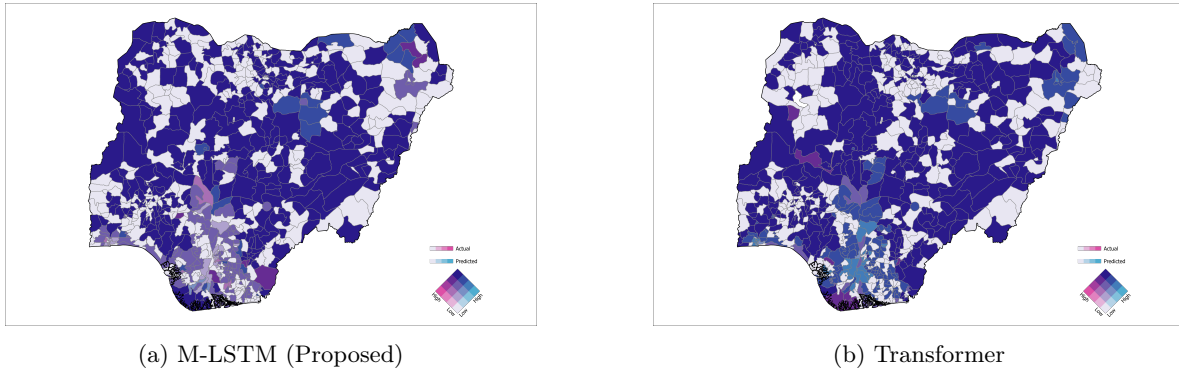 Actual
Predicted
High
High
Low
Low
Actual
Predicted
High
High
Low
Low
(a) M-LSTM (Proposed)
(b) Transformer